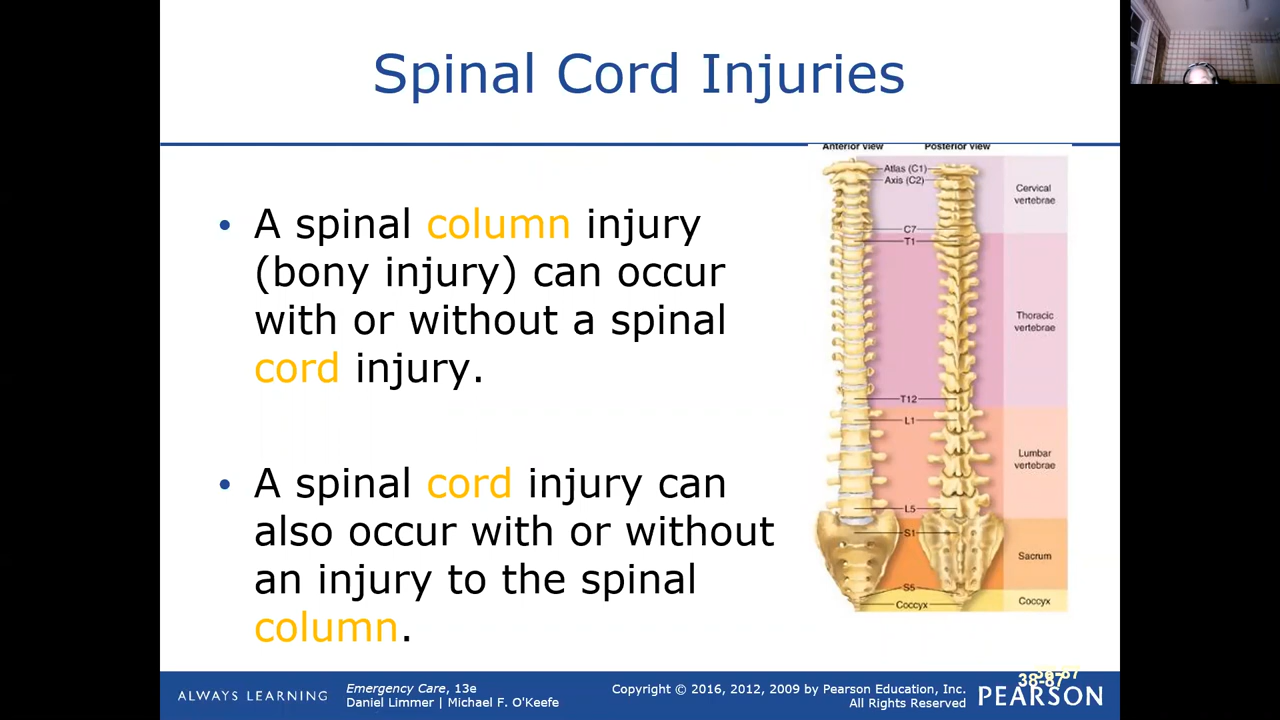 Spinal Cord Injuries
• A spinal column injury
(bony injury) can occur
with or without a spinal
cord injury.
• A spinal cord injury can
also occur with or without
an injury to the spinal
column.
Anterior view Posterior view
Atlas (C1)
Axis (C2)
Cervical
vertebrae
C7
T1
Thoracic
vertebrae
T12
L1
Lumbar
vertebrae
L5
S1
Sacrum
S5
Coccyx
Coccyx
ALWAYS LEARNING
Emergency Care, 13e
Daniel Limmer | Michael F. O'Keefe
Copyright © 2016, 2012, 2009 by Pearson Education, Inc.
All Rights Reserved
38-87
PEARSON